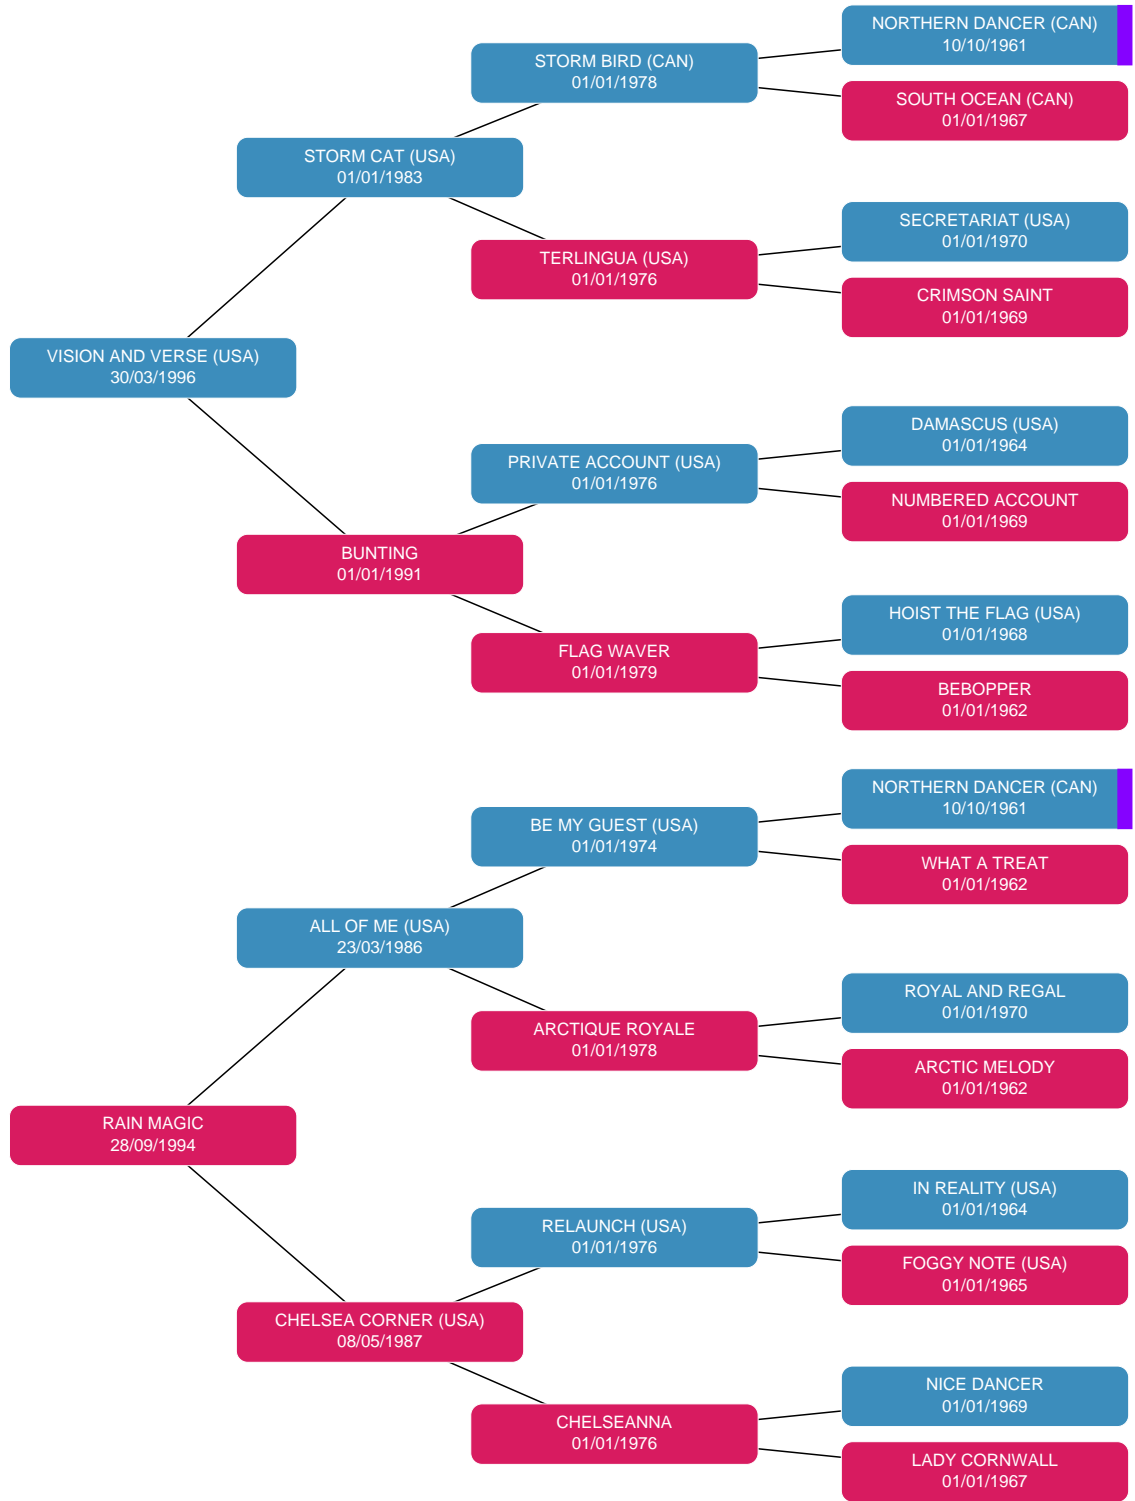 NORTHERN DANCER (CAN)
10/10/1961
STORM BIRD (CAN)
01/01/1978
SOUTH OCEAN (CAN)
01/01/1967
STORM CAT (USA)
01/01/1983
SECRETARIAT (USA)
01/01/1970
TERLINGUA (USA)
01/01/1976
CRIMSON SAINT
01/01/1969
VISION AND VERSE (USA)
30/03/1996
DAMASCUS (USA)
01/01/1964
PRIVATE ACCOUNT (USA)
01/01/1976
NUMBERED ACCOUNT
01/01/1969
BUNTING
01/01/1991
HOIST THE FLAG (USA)
01/01/1968
FLAG WAVER
01/01/1979
BEBOPPER
01/01/1962
NORTHERN DANCER (CAN)
10/10/1961
BE MY GUEST (USA)
01/01/1974
WHAT A TREAT
01/01/1962
ALL OF ME (USA)
23/03/1986
ROYAL AND REGAL
01/01/1970
ARCTIQUE ROYALE
01/01/1978
ARCTIC MELODY
01/01/1962
RAIN MAGIC
28/09/1994
IN REALITY (USA)
01/01/1964
RELAUNCH (USA)
01/01/1976
FOGGY NOTE (USA)
01/01/1965
CHELSEA CORNER (USA)
08/05/1987
NICE DANCER
01/01/1969
CHELSEANNA
01/01/1976
LADY CORNWALL
01/01/1967